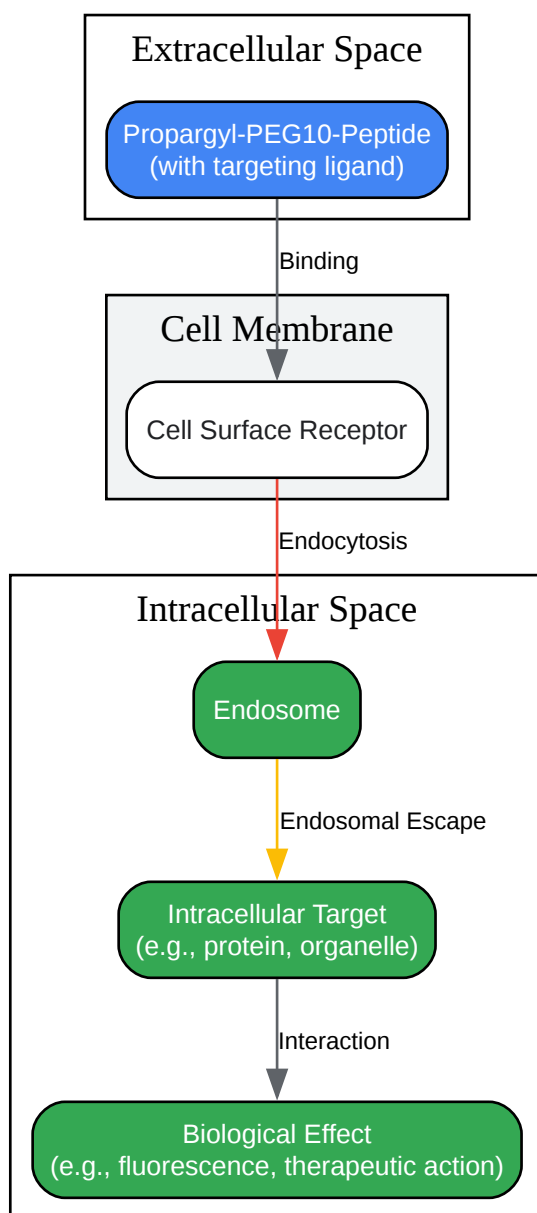 Extracellular Space
Propargyl-PEG10-Peptide
(with targeting ligand)
Binding
Cell Membrane
Cell Surface Receptor
Endocytosis
Intracellular Space
Endosome
Endosomal Escape
Intracellular Target
(e.g., protein, organelle)
Interaction
Biological Effect
(e.g., fluorescence, therapeutic action)